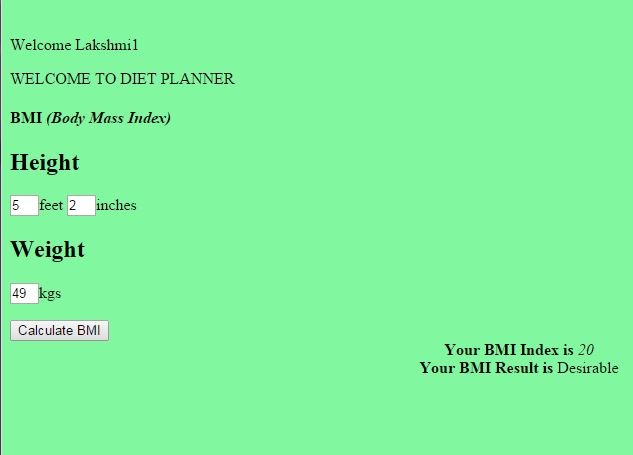 Welcome Lakshmi1
WELCOME TO DIET PLANNER
BMI (Body Mass Index)
Height
5 feet 2 inches
Weight
49 kgs
Calculate BMI
Your BMI Index is 20
Your BMI Result is Desirable